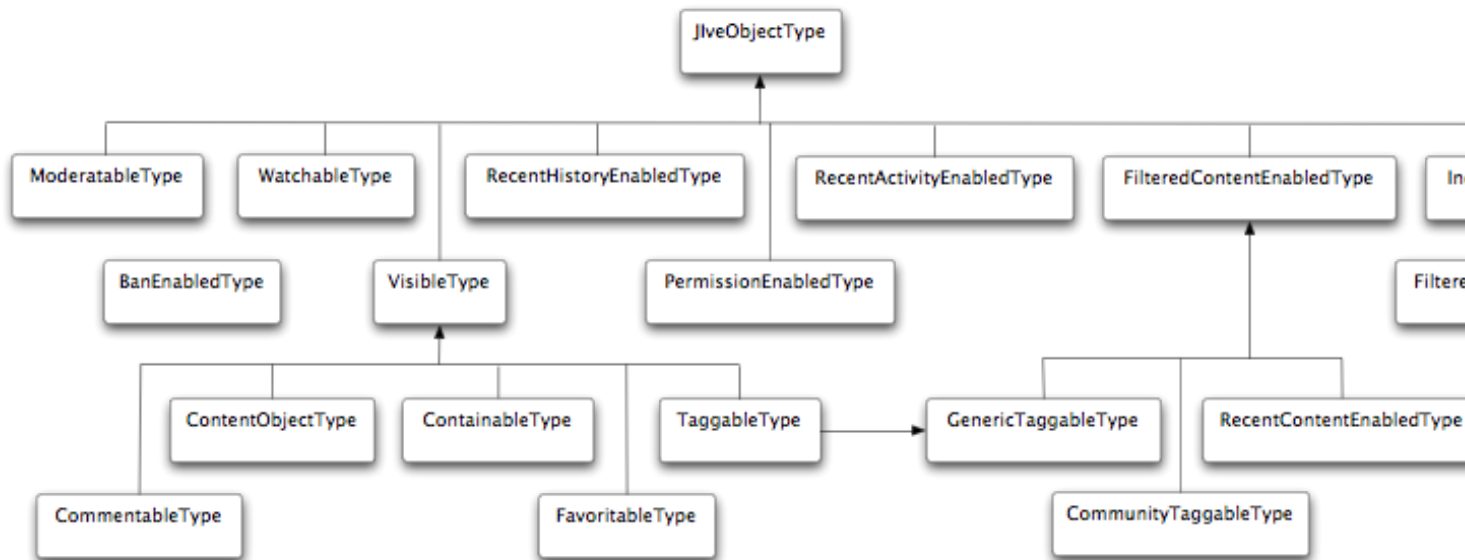 JIveObjectType
ModeratableType
WatchableType
RecentHistoryEnabledType
RecentActivityEnabledType
FilteredContentEnabledType
BanEnabledType
VisibleType
PermissionEnabledType
ContentObjectType
ContainableType
TaggableType
GenericTaggableType
RecentContentEnabledType
CommentableType
FavoritableType
CommunityTaggableType